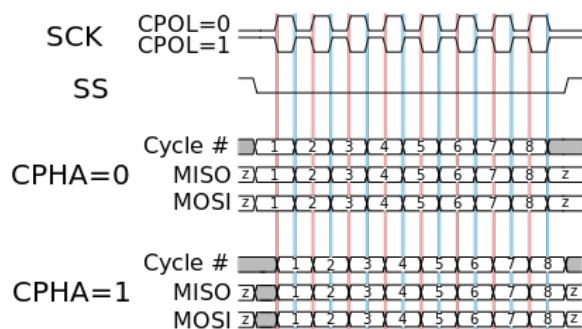 SCK CPOL=0
CPOL=1
SS
Cycle # 1 2 3 4 5 6 7 8
CPHA=0 MISO z 1 2 3 4 5 6 7 8 z
MOSI z 1 2 3 4 5 6 7 8 z
Cycle # 1 2 3 4 5 6 7 8
CPHA=1 MISO z 1 2 3 4 5 6 7 8 z
MOSI z 1 2 3 4 5 6 7 8 z